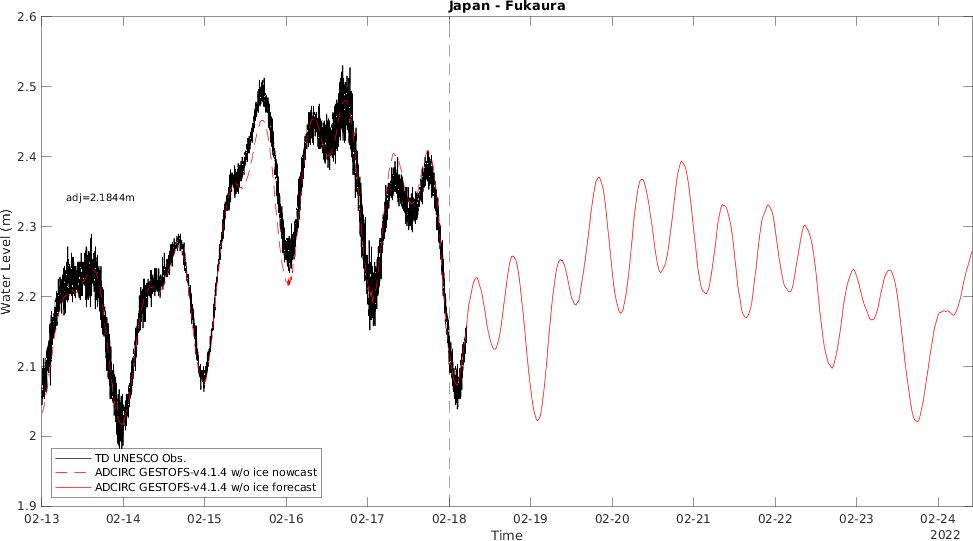 Japan - Fukaura
2.6
2.5
2.4
2.3
2.2
2.1
2
1.9
Water Level (m)
adj=2.1844m
TD UNESCO Obs.
ADCIRC GESTOFS-v4.1.4 w/o ice nowcast
ADCIRC GESTOFS-v4.1.4 w/o ice forecast
02-13 02-14 02-15 02-16 02-17 02-18 02-19 02-20 02-21 02-22 02-23 02-24
Time 2022